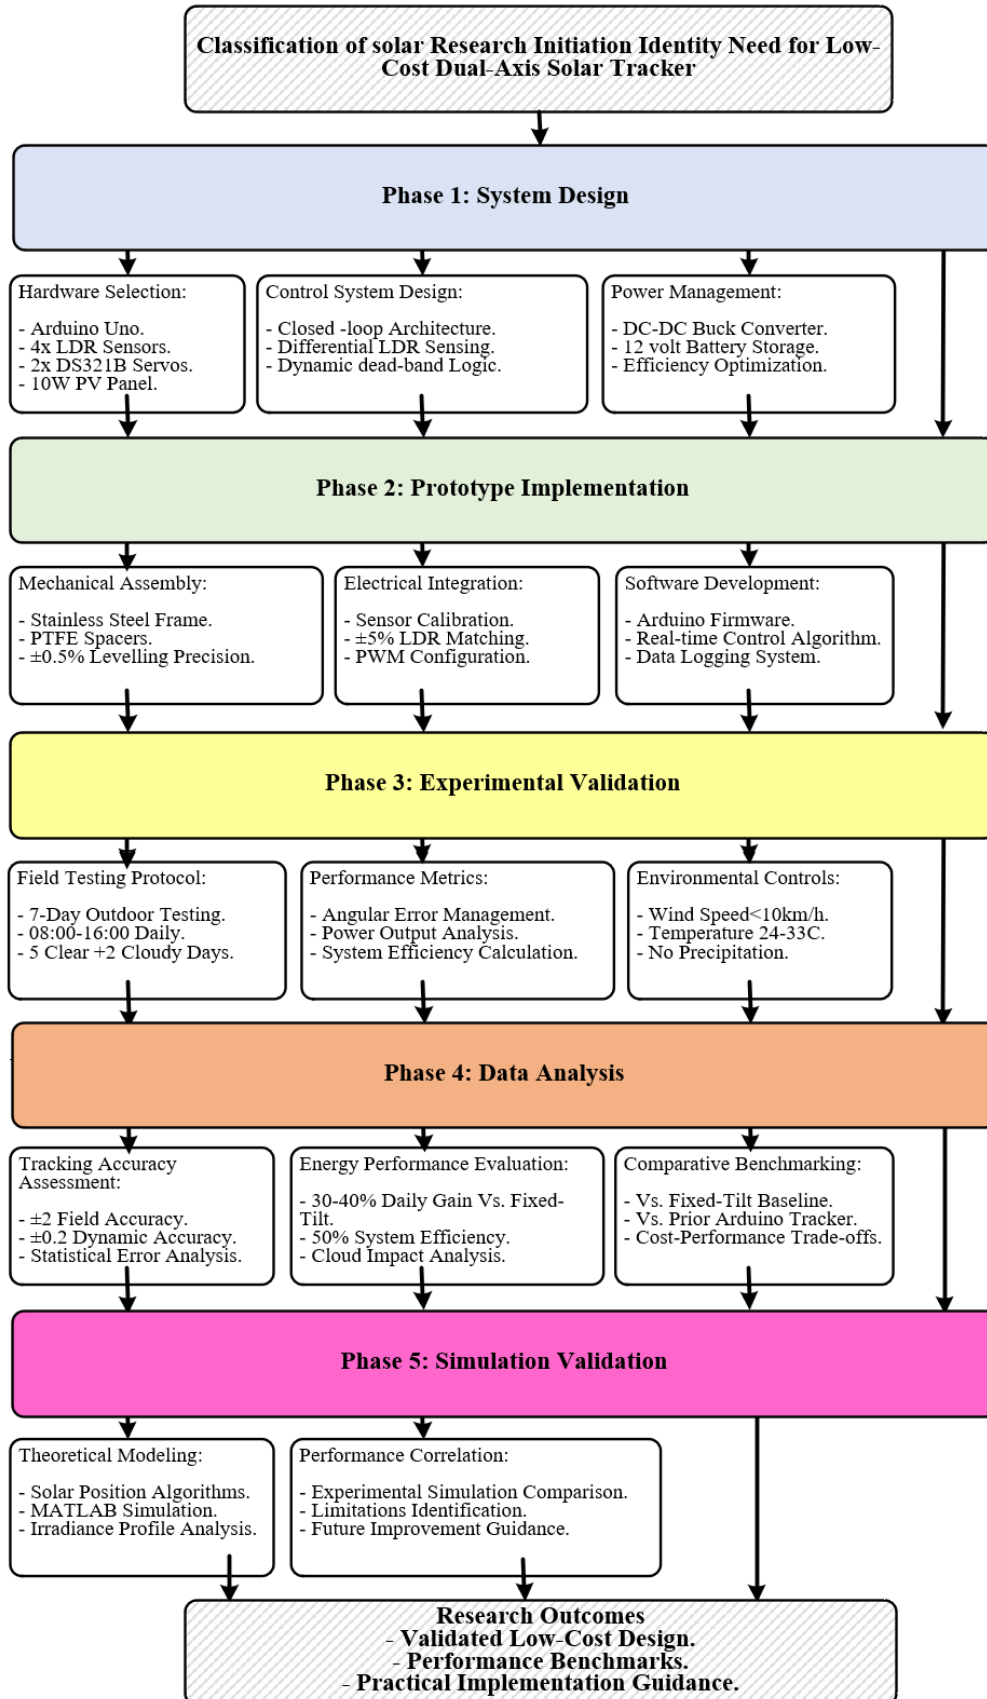 Classification of solar Research Initiation Identity Need for Low-
Cost Dual-Axis Solar Tracker
Phase 1: System Design
Hardware Selection:
- Arduino Uno.
- 4x LDR Sensors.
- 2x DS321B Servos.
- 10W PV Panel.
Control System Design:
- Closed -loop Architecture.
- Differential LDR Sensing.
- Dynamic dead-band Logic.
Power Management:
- DC-DC Buck Converter.
- 12 volt Battery Storage.
- Efficiency Optimization.
Phase 2: Prototype Implementation
Mechanical Assembly:
- Stainless Steel Frame.
- PTFE Spacers.
- ±0.5% Levelling Precision.
Electrical Integration:
- Sensor Calibration.
- ±5% LDR Matching.
- PWM Configuration.
Software Development:
- Arduino Firmware.
- Real-time Control Algorithm.
- Data Logging System.
Phase 3: Experimental Validation
Field Testing Protocol:
- 7-Day Outdoor Testing.
- 08:00-16:00 Daily.
- 5 Clear +2 Cloudy Days.
Performance Metrics:
- Angular Error Management.
- Power Output Analysis.
- System Efficiency Calculation.
Environmental Controls:
- Wind Speed<10km/h.
- Temperature 24-33C.
- No Precipitation.
Phase 4: Data Analysis
Tracking Accuracy
Assessment:
- ±2 Field Accuracy.
- ±0.2 Dynamic Accuracy.
- Statistical Error Analysis.
Energy Performance Evaluation:
- 30-40% Daily Gain Vs. Fixed-
Tilt.
- 50% System Efficiency.
- Cloud Impact Analysis.
Comparative Benchmarking:
- Vs. Fixed-Tilt Baseline.
- Vs. Prior Arduino Tracker.
- Cost-Performance Trade-offs.
Phase 5: Simulation Validation
Theoretical Modeling:
- Solar Position Algorithms.
- MATLAB Simulation.
- Irradiance Profile Analysis.
Performance Correlation:
- Experimental Simulation Comparison.
- Limitations Identification.
- Future Improvement Guidance.
Research Outcomes
- Validated Low-Cost Design.
- Performance Benchmarks.
- Practical Implementation Guidance.